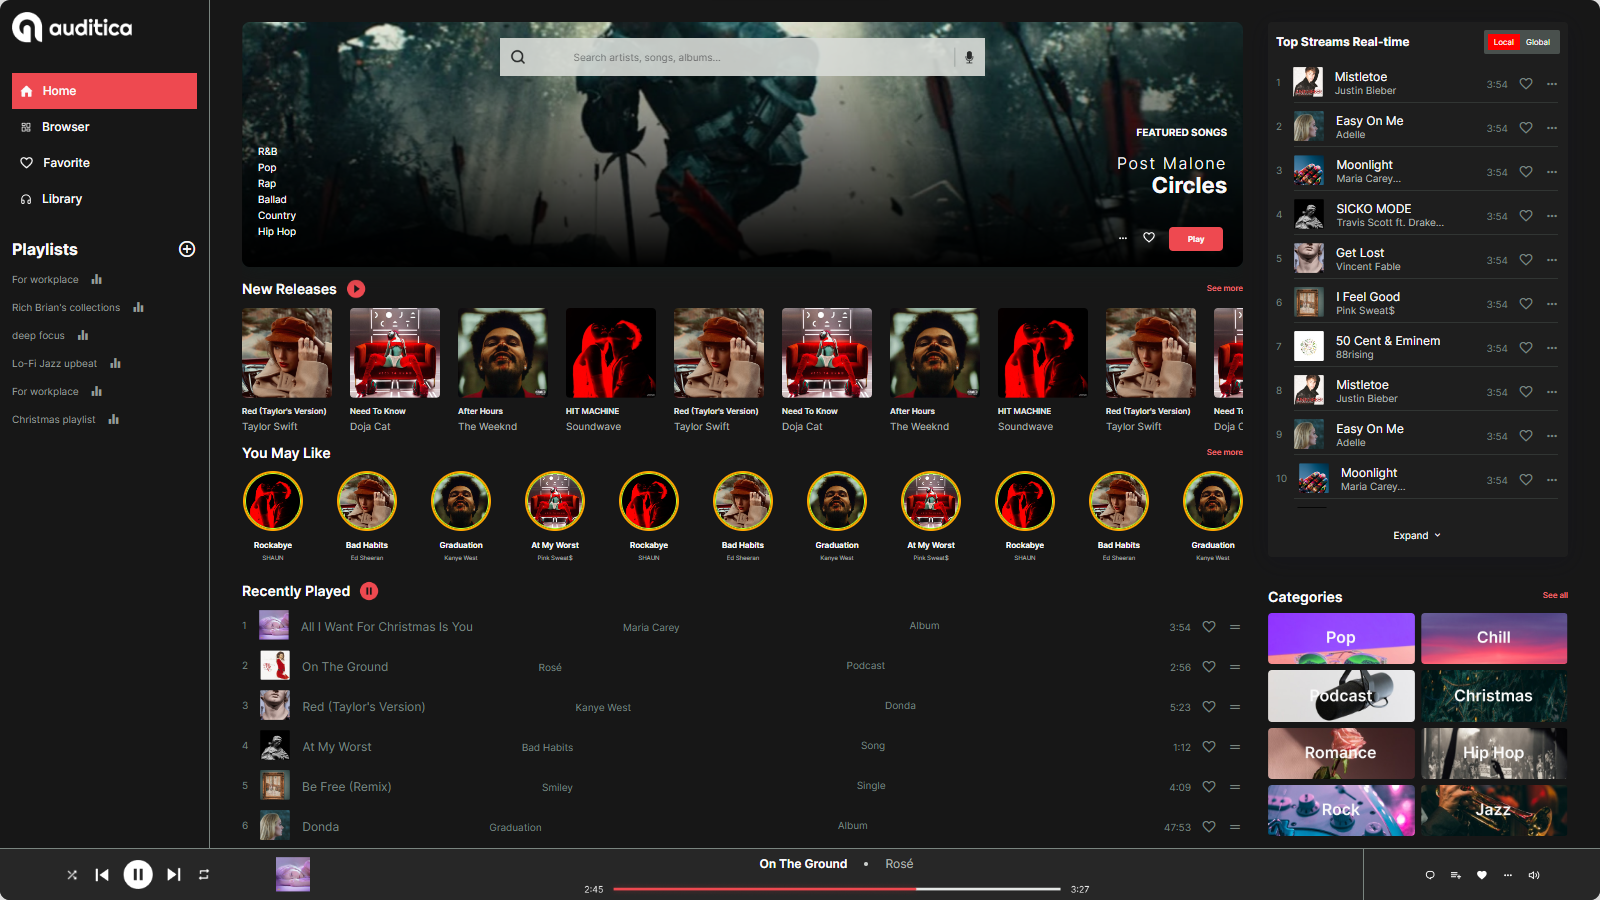 auditica
Home
Browser
Favorite
Library
Playlists
For workplace
Rich Brian's collections
deep focus
Lo-Fi Jazz upbeat
For workplace
Christmas playlist
Search artists, songs, albums...
R&B
Pop
Rap
Ballad
Country
Hip Hop
FEATURED SONGS
Post Malone
Circles
Play
New Releases
See more
Red (Taylor's Version)
Taylor Swift
Need To Know
Doja Cat
After Hours
The Weeknd
HIT MACHINE
Soundwave
Red (Taylor's Version)
Taylor Swift
Need To Know
Doja Cat
After Hours
The Weeknd
HIT MACHINE
Soundwave
Red (Taylor's Version)
Taylor Swift
Need To
Doja C
You May Like
See more
Rockabye
SHAUN
Bad Habits
Ed Sheeran
Graduation
Kanye West
At My Worst
Pink Sweat$
Rockabye
SHAUN
Bad Habits
Ed Sheeran
Graduation
Kanye West
At My Worst
Pink Sweat$
Rockabye
SHAUN
Bad Habits
Ed Sheeran
Graduation
Kanye West
Recently Played
1 All I Want For Christmas Is You Maria Carey Album 3:54
2 On The Ground Rosé Podcast 2:56
3 Red (Taylor's Version) Kanye West Donda 5:23
4 At My Worst Bad Habits Song 1:12
5 Be Free (Remix) Smiley Single 4:09
6 Donda Graduation Album 47:53
Top Streams Real-time
Local Global
1 Mistletoe 3:54
Justin Bieber
2 Easy On Me 3:54
Adelle
3 Moonlight 3:54
Maria Carey...
4 SICKO MODE 3:54
Travis Scott ft. Drake...
5 Get Lost 3:54
Vincent Fable
6 I Feel Good 3:54
Pink Sweat$
7 50 Cent & Eminem 3:54
88rising
8 Mistletoe 3:54
Justin Bieber
9 Easy On Me 3:54
Adelle
10 Moonlight 3:54
Maria Carey...
Expand
Categories
See all
Pop
Chill
Podcast
Christmas
Romance
Hip Hop
Rock
Jazz
On The Ground • Rosé
2:45
3:27